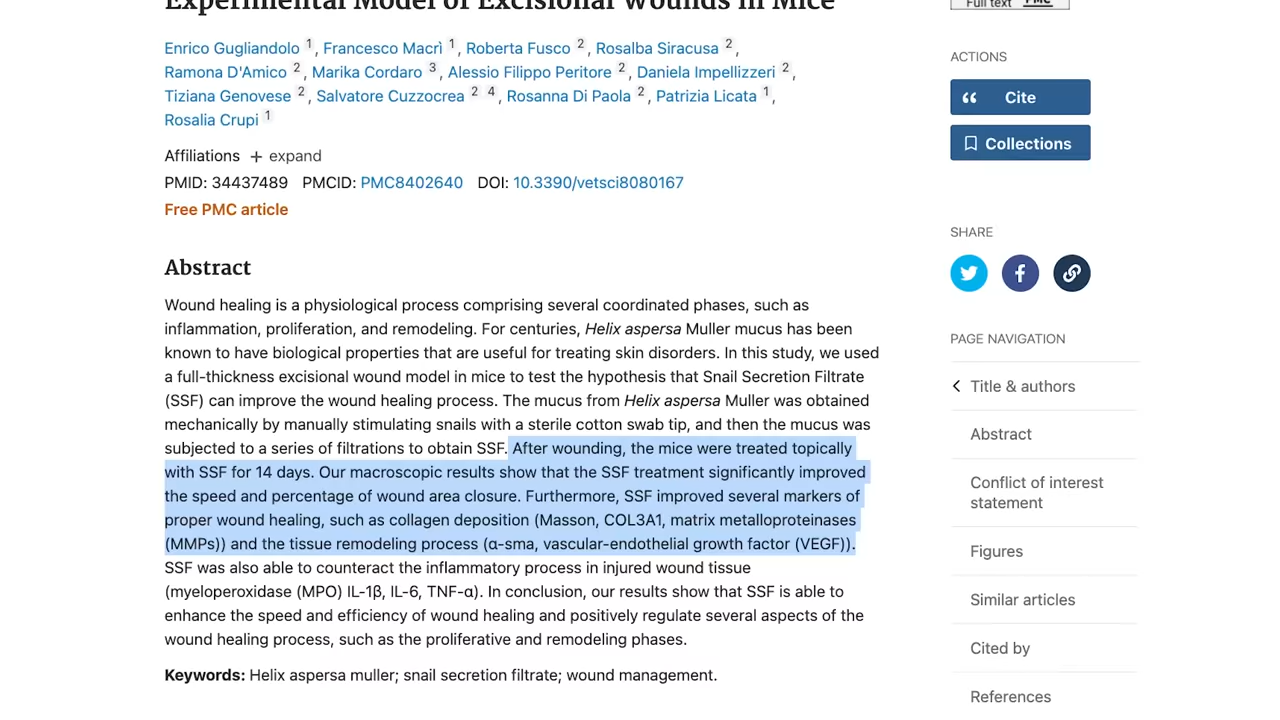 Experimental Model of Excisional Wounds in Mice
Enrico Gugliandolo 1, Francesco Macrì 1, Roberta Fusco 2, Rosalba Siracusa 2,
Ramona D'Amico 2, Marika Cordaro 3, Alessio Filippo Peritore 2, Daniela Impellizzeri 2,
Tiziana Genovese 2, Salvatore Cuzzocrea 2 4, Rosanna Di Paola 2, Patrizia Licata 1,
Rosalia Crupi 1
Affiliations + expand
PMID: 34437489 PMCID: PMC8402640 DOI: 10.3390/vetsci8080167
Free PMC article
Abstract
Wound healing is a physiological process comprising several coordinated phases, such as
inflammation, proliferation, and remodeling. For centuries, Helix aspersa Muller mucus has been
known to have biological properties that are useful for treating skin disorders. In this study, we used
a full-thickness excisional wound model in mice to test the hypothesis that Snail Secretion Filtrate
(SSF) can improve the wound healing process. The mucus from Helix aspersa Muller was obtained
mechanically by manually stimulating snails with a sterile cotton swab tip, and then the mucus was
subjected to a series of filtrations to obtain SSF. After wounding, the mice were treated topically
with SSF for 14 days. Our macroscopic results show that the SSF treatment significantly improved
the speed and percentage of wound area closure. Furthermore, SSF improved several markers of
proper wound healing, such as collagen deposition (Masson, COL3A1, matrix metalloproteinases
(MMPs)) and the tissue remodeling process (α-sma, vascular-endothelial growth factor (VEGF)).
SSF was also able to counteract the inflammatory process in injured wound tissue
(myeloperoxidase (MPO) IL-1β, IL-6, TNF-α). In conclusion, our results show that SSF is able to
enhance the speed and efficiency of wound healing and positively regulate several aspects of the
wound healing process, such as the proliferative and remodeling phases.
Keywords: Helix aspersa muller; snail secretion filtrate; wound management.
Full text PMC
ACTIONS
Cite
Collections
SHARE
PAGE NAVIGATION
Title & authors
Abstract
Conflict of interest
statement
Figures
Similar articles
Cited by
References